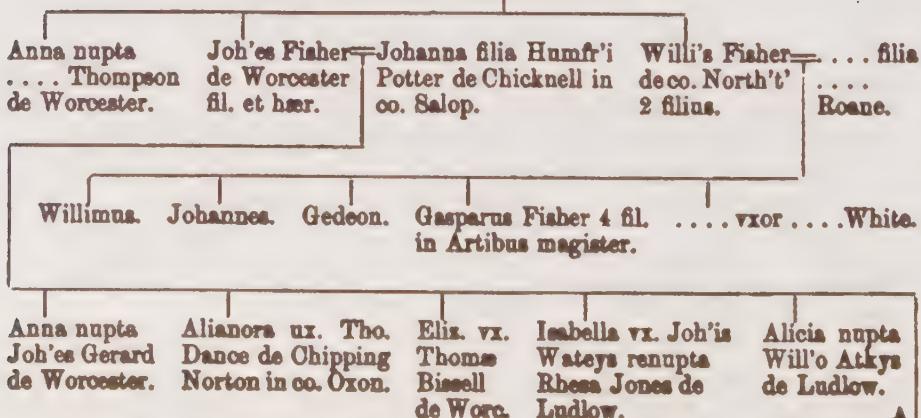 Anna nupta
.... Thompson
de Worcester.
Joh'es Fisher
de Worcester
fil. et hær.
Johanna filia Humfr'i
Potter de Chicknell in
co. Salop.
Willi's Fisher
de co. North't'
2 filius.
.... filia
....
Roane.
Willimus.
Johannes.
Gedeon.
Gasparus Fisher 4 fil.
in Artibus magister.
.... vxor .... White.
Anna nupta
Joh'es Gerard
de Worcester.
Alianora ux. Tho.
Dance de Chipping
Norton in co. Oxon.
Eliz. vx.
Thomæ
Bissell
de Worc.
Isabella vx. Joh'is
Wateys renupta
Rhesa Jones de
Ludlow.
Alicia nupta
Will'o Atkys
de Ludlow.
A